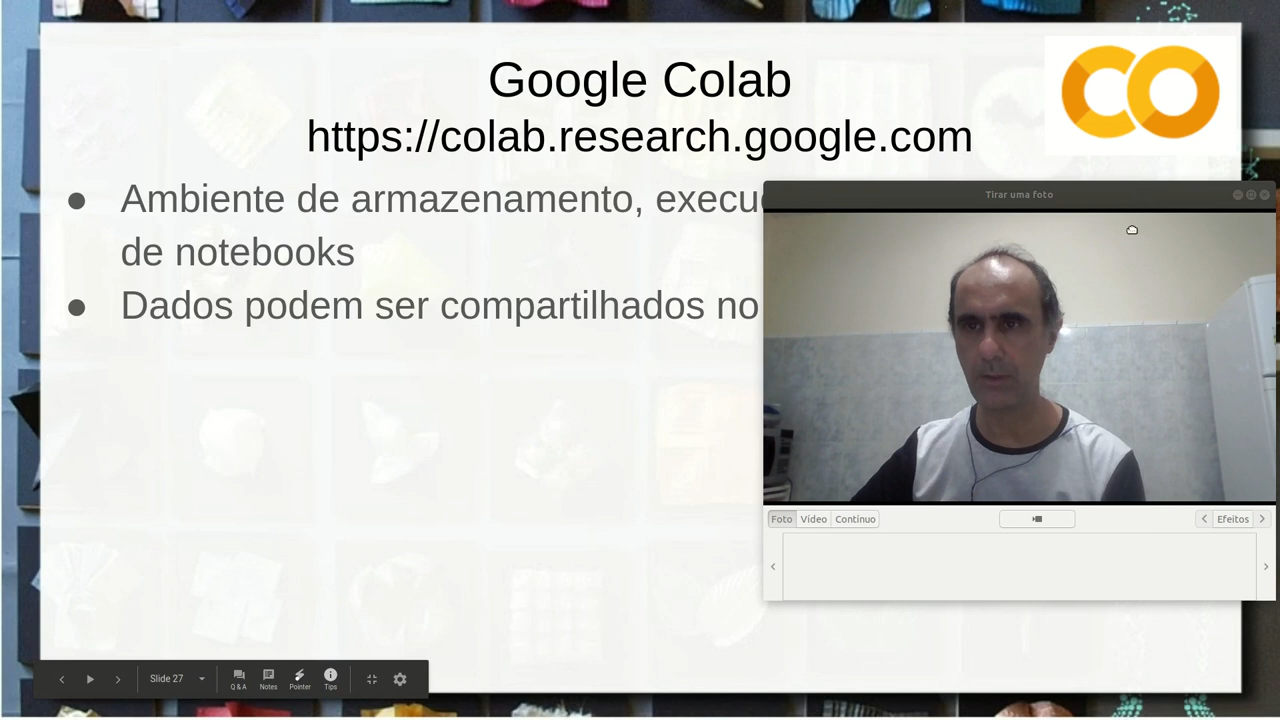 Google Colab
https://colab.research.google.com
CO
● Ambiente de armazenamento, execu
de notebooks
● Dados podem ser compartilhados no
Tirar uma foto
Foto Vídeo Contínuo
Efeitos
Slide 27
Q & A Notes Pointer Tips